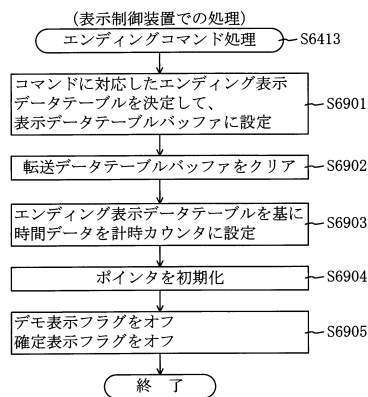 (表示制御装置での処理)
エンディングコマンド処理 S6413
コマンドに対応したエンディング表示
データテーブルを決定して、
表示データテーブルバッファに設定
S6901
転送データテーブルバッファをクリア S6902
エンディング表示データテーブルを基に
時間データを計時カウンタに設定
S6903
ポインタを初期化 S6904
デモ表示フラグをオフ
確定表示フラグをオフ
S6905
終 了